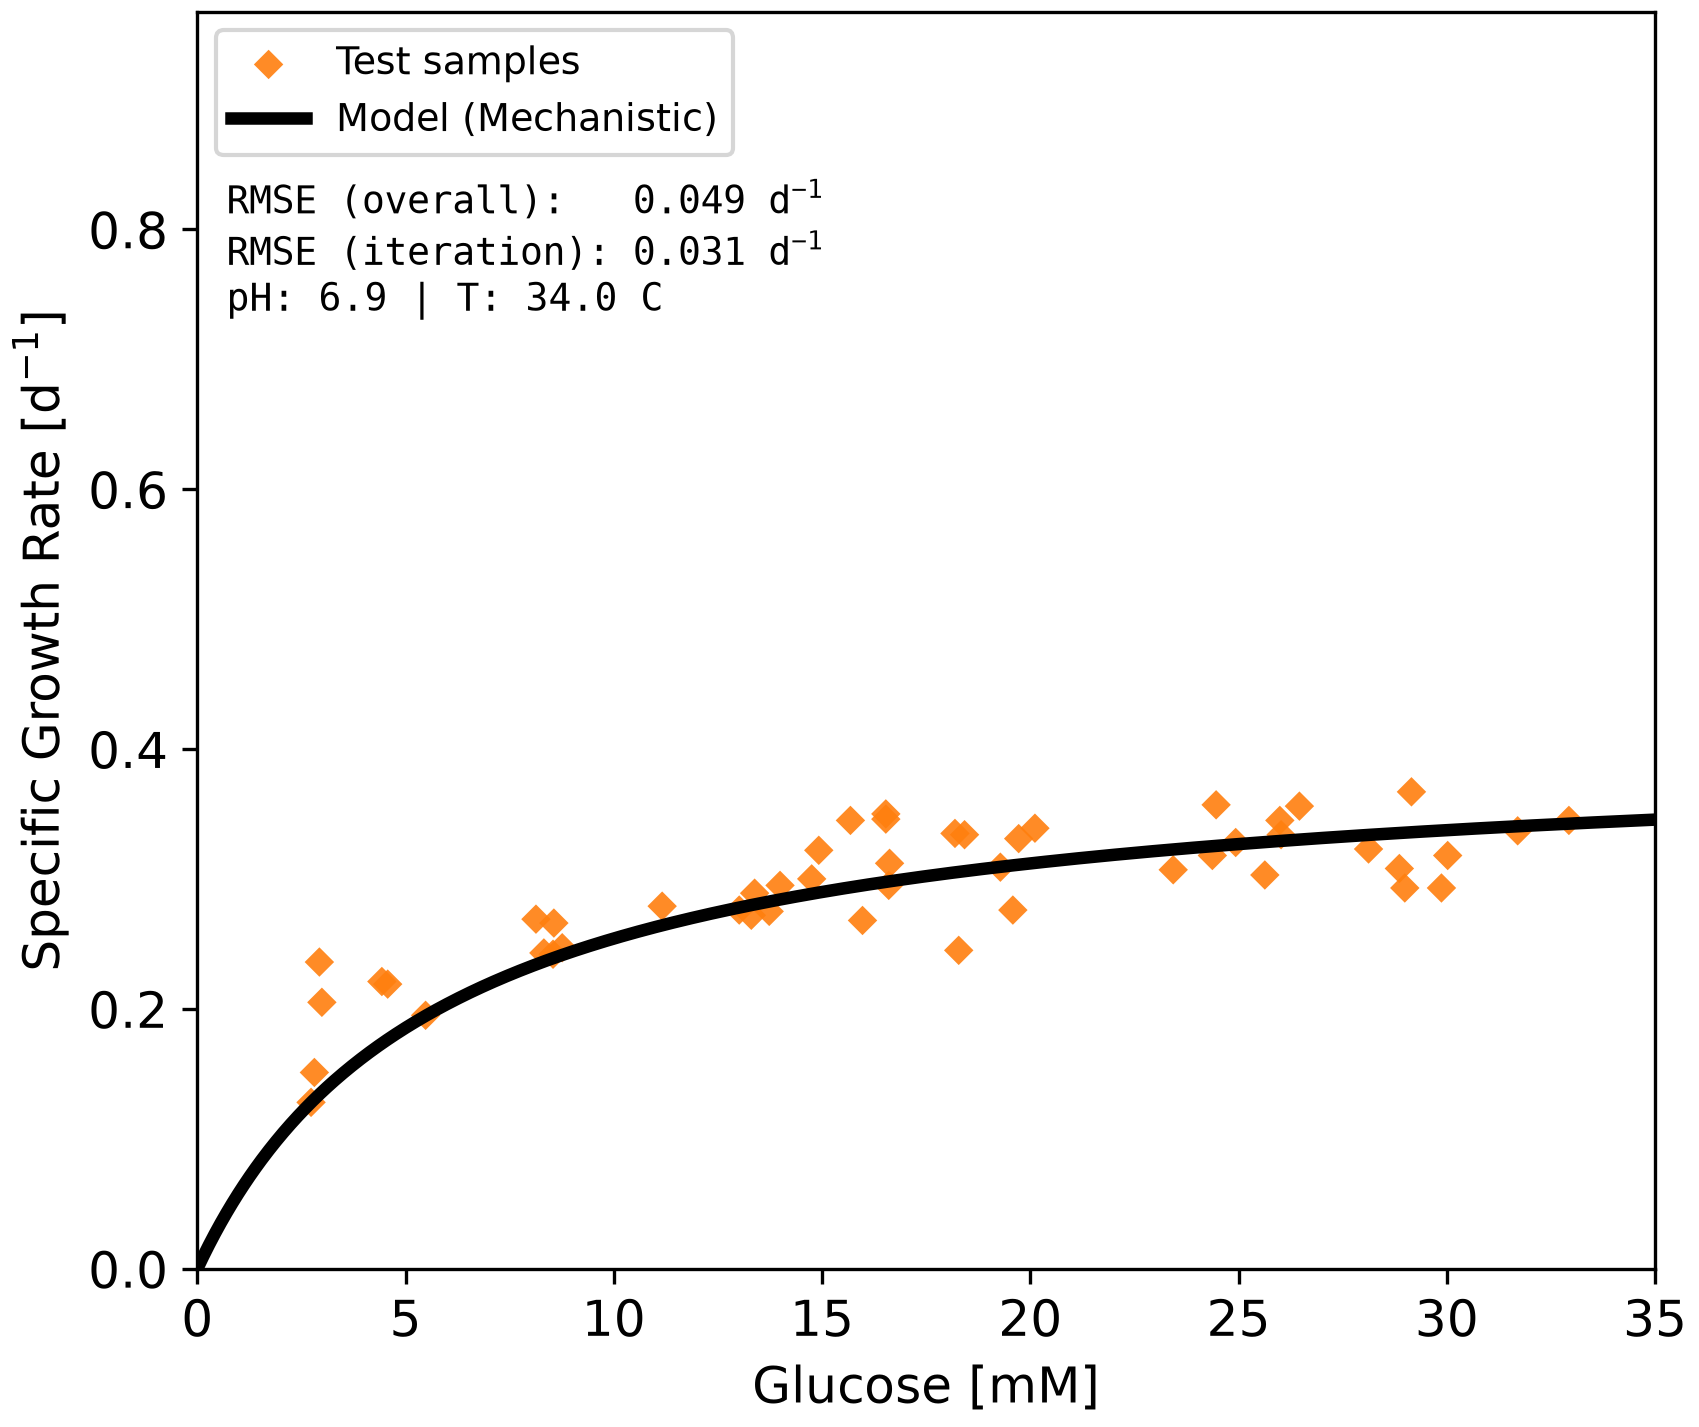 Test samples
Model (Mechanistic)
RMSE (overall):   0.049 d⁻¹
RMSE (iteration): 0.031 d⁻¹
pH: 6.9 | T: 34.0 C
Specific Growth Rate [d⁻¹]
0.8
0.6
0.4
0.2
0.0
0 5 10 15 20 25 30 35
Glucose [mM]